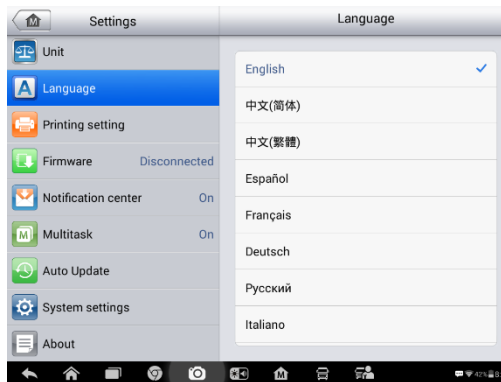 Settings
Unit
Language
Printing setting
Firmware Disconnected
Notification center On
Multitask On
Auto Update
System settings
About
Language
English
中文(简体)
中文(繁體)
Español
Français
Deutsch
Русский
Italiano
42%